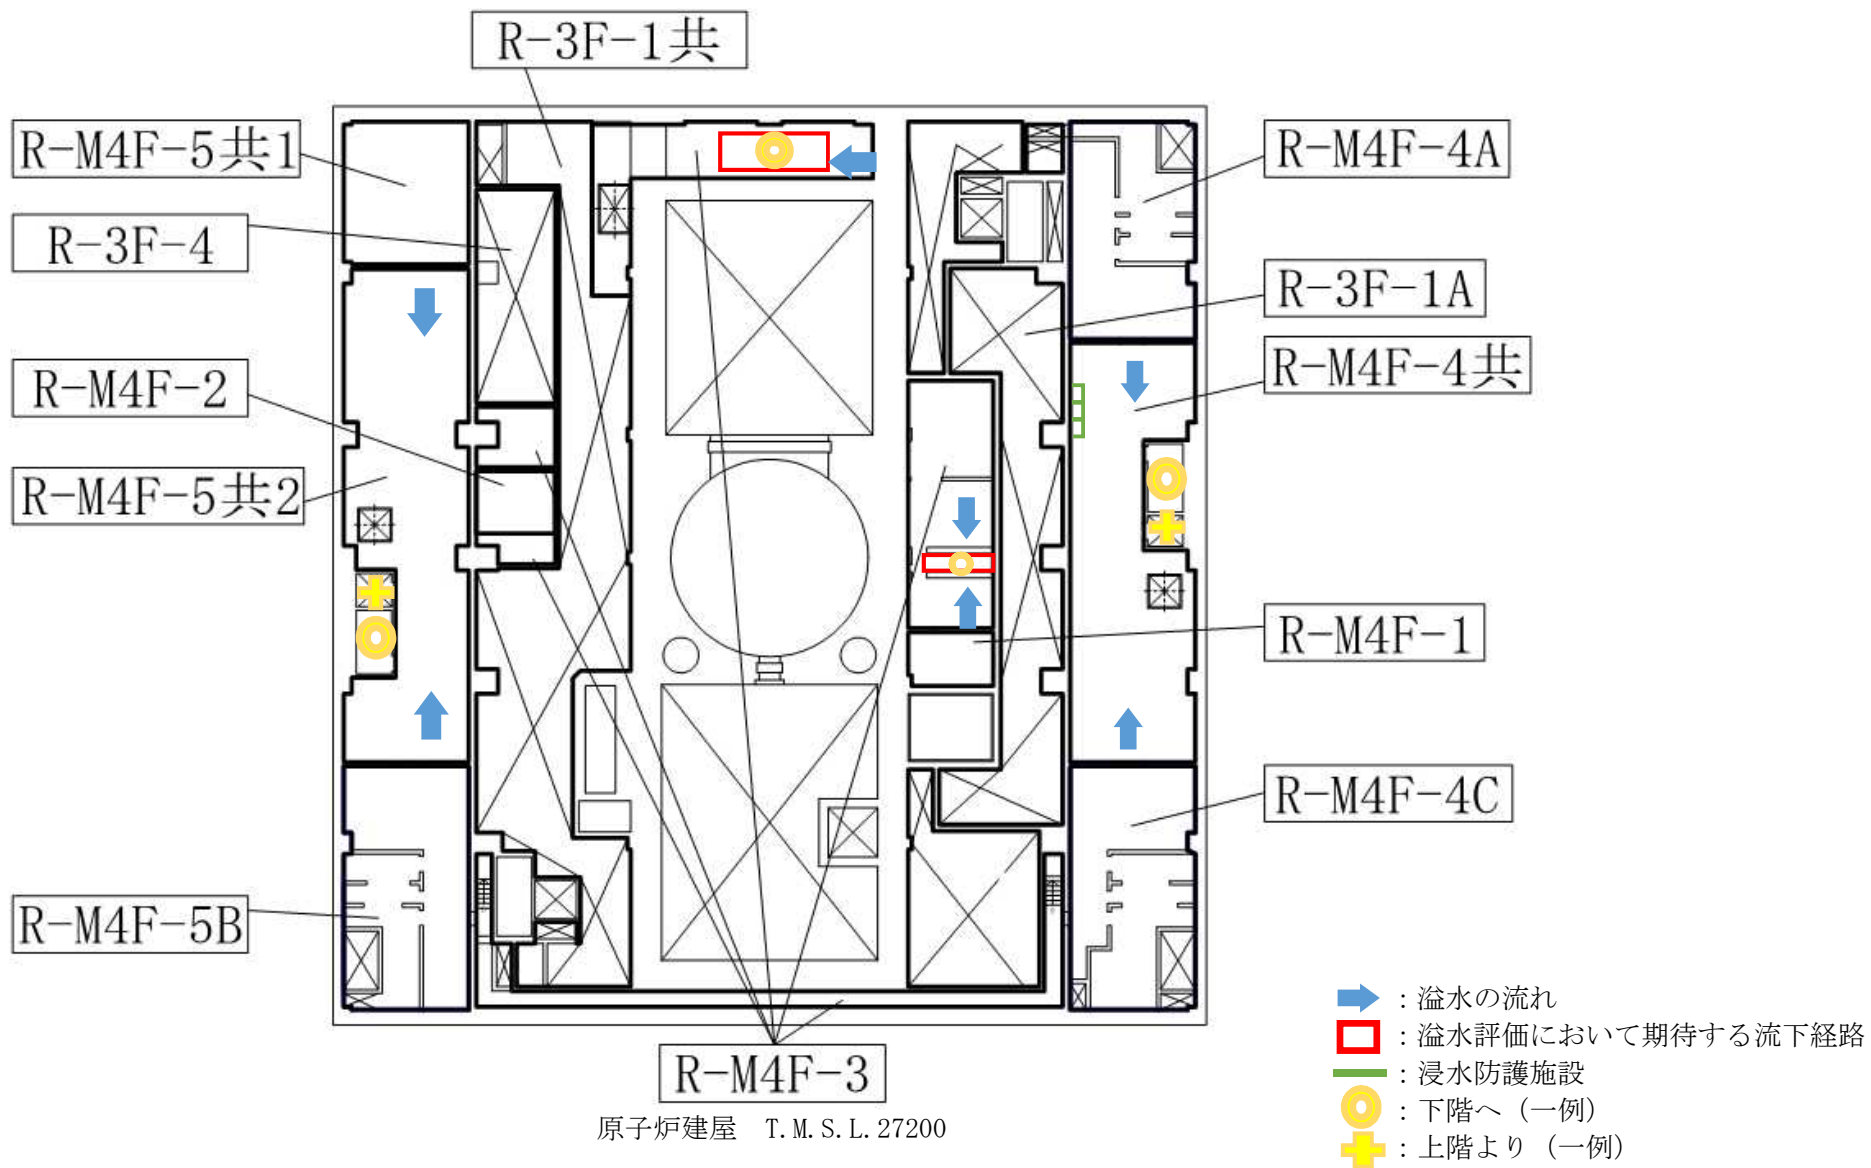 R-3F-1共
R-M4F-5共1
R-3F-4
R-M4F-2
R-M4F-5共2
R-M4F-5B
R-M4F-4A
R-3F-1A
R-M4F-4共
R-M4F-1
R-M4F-4C
R-M4F-3
原子炉建屋　T.M.S.L.27200
：溢水の流れ
：溢水評価において期待する流下経路
：浸水防護施設
：下階へ（一例）
：上階より（一例）